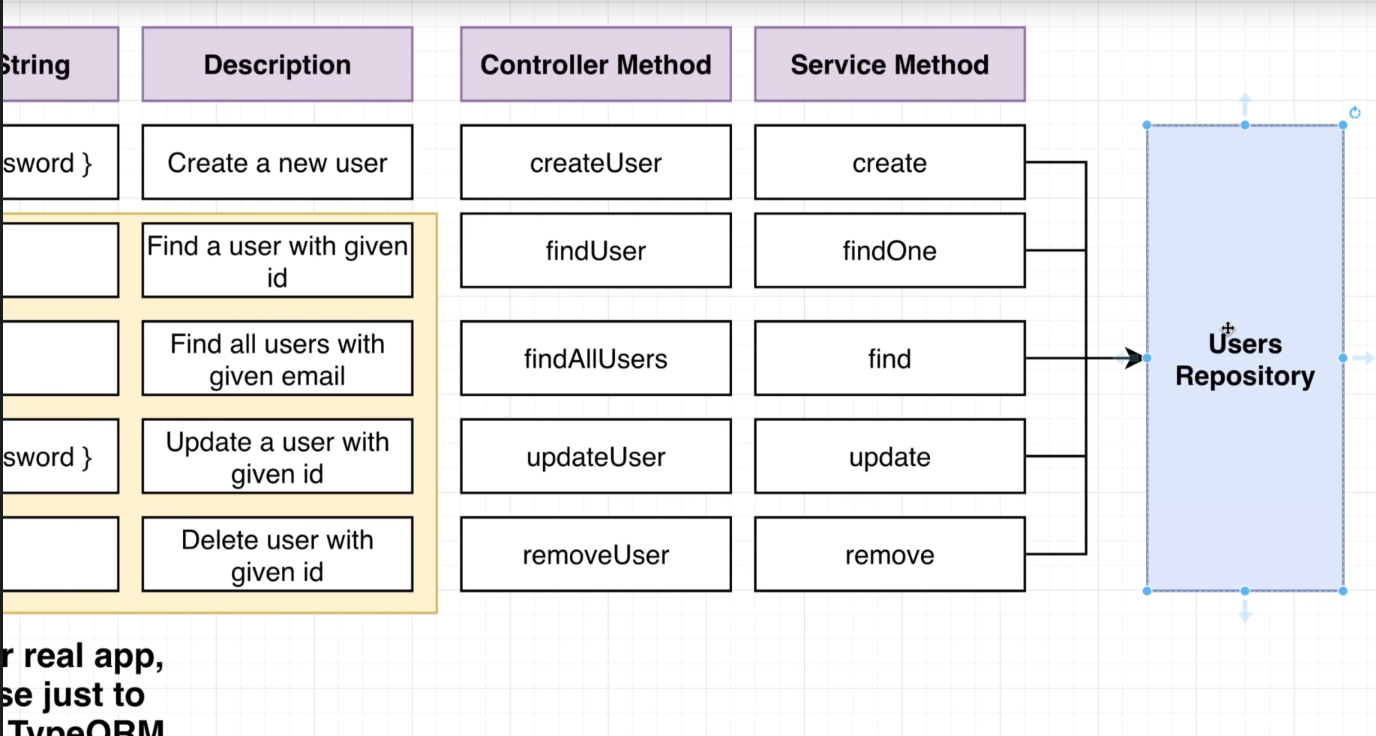 String Description Controller Method Service Method
sword } Create a new user createUser create
Find a user with given
id
findUser findOne
Find all users with
given email
findAllUsers find
Users
Repository
sword } Update a user with
given id
updateUser update
Delete user with
given id
removeUser remove
r real app,
se just to
TypeORM